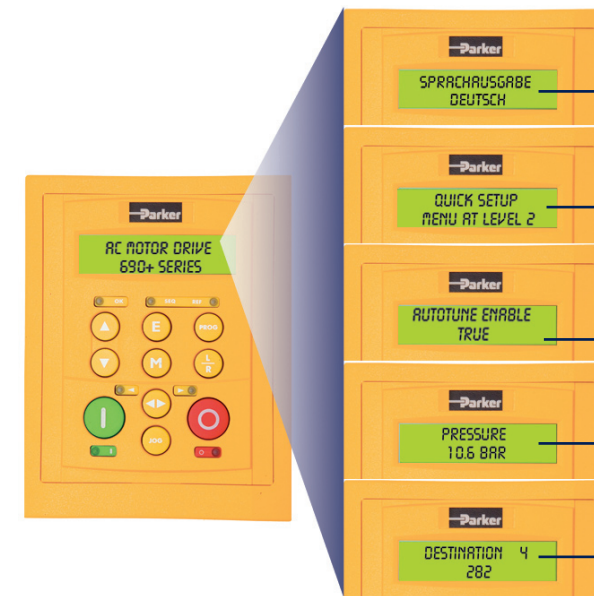 Parker
AC MOTOR DRIVE
690+ SERIES
ON SEQ REF
E PROG
M L/R
I JOG O
I O
Parker
SPRACHAUSGABE
DEUTSCH
Parker
QUICK SETUP
MENU AT LEVEL 2
Parker
AUTOTUNE ENABLE
TRUE
Parker
PRESSURE
10.6 BAR
Parker
DESTINATION 4
282